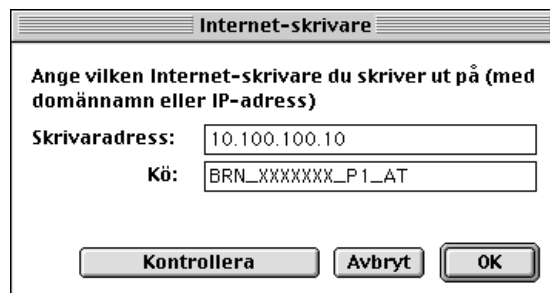 Internet-skrivare
Ange vilken Internet-skrivare du skriver ut på (med
domännamn eller IP-adress)
Skrivaradress: 10.100.100.10
Kö: BRN_XXXXXXX_P1_AT
Kontrollera Avbryt OK